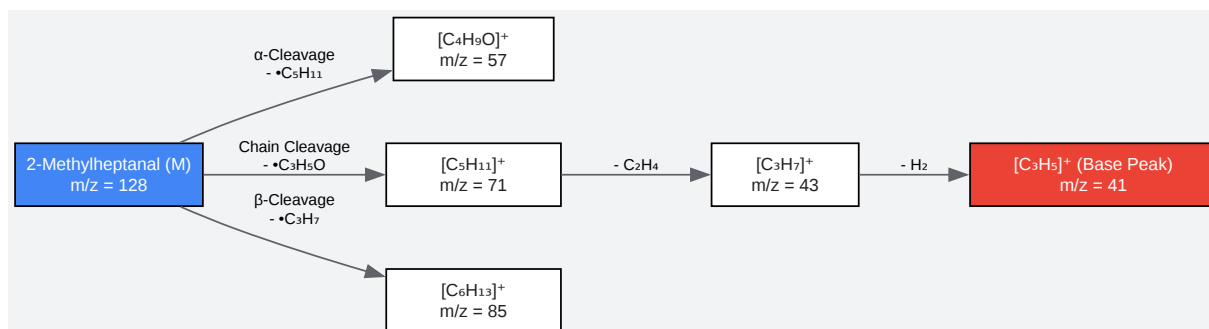 [C₄H₉O]⁺
m/z = 57
α-Cleavage
- •C₅H₁₁
2-Methylheptanal (M)
m/z = 128
Chain Cleavage
- •C₃H₅O
[C₅H₁₁]⁺
m/z = 71
- C₂H₄
[C₃H₇]⁺
m/z = 43
- H₂
[C₃H₅]⁺ (Base Peak)
m/z = 41
β-Cleavage
- •C₃H₇
[C₆H₁₃]⁺
m/z = 85